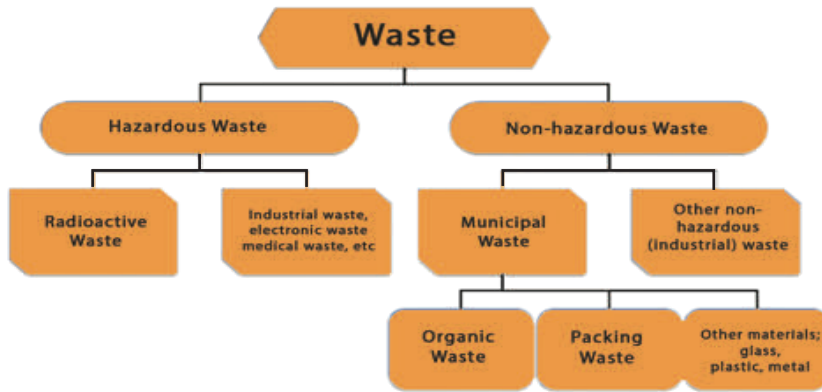 Waste
Hazardous Waste
Non-hazardous Waste
Radioactive
Waste
Industrial waste,
electronic waste
medical waste, etc
Municipal
Waste
Other non-
hazardous
(industrial) waste
Organic
Waste
Packing
Waste
Other materials;
glass,
plastic, metal